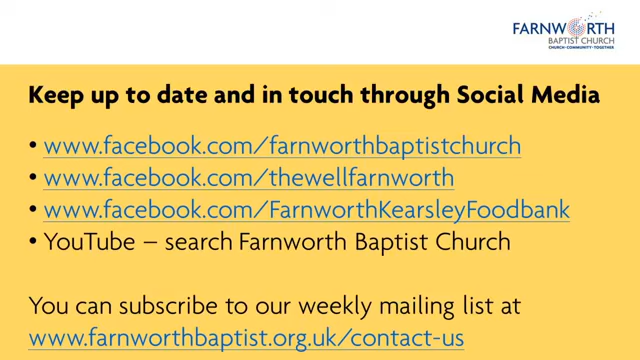 FARNWORTH
BAPTIST CHURCH
CHURCH•COMMUNITY•TOGETHER
Keep up to date and in touch through Social Media
• www.facebook.com/farnworthbaptistchurch
• www.facebook.com/thewellfarnworth
• www.facebook.com/FarnworthKearsleyFoodbank
• YouTube – search Farnworth Baptist Church
You can subscribe to our weekly mailing list at
www.farnworthbaptist.org.uk/contact-us